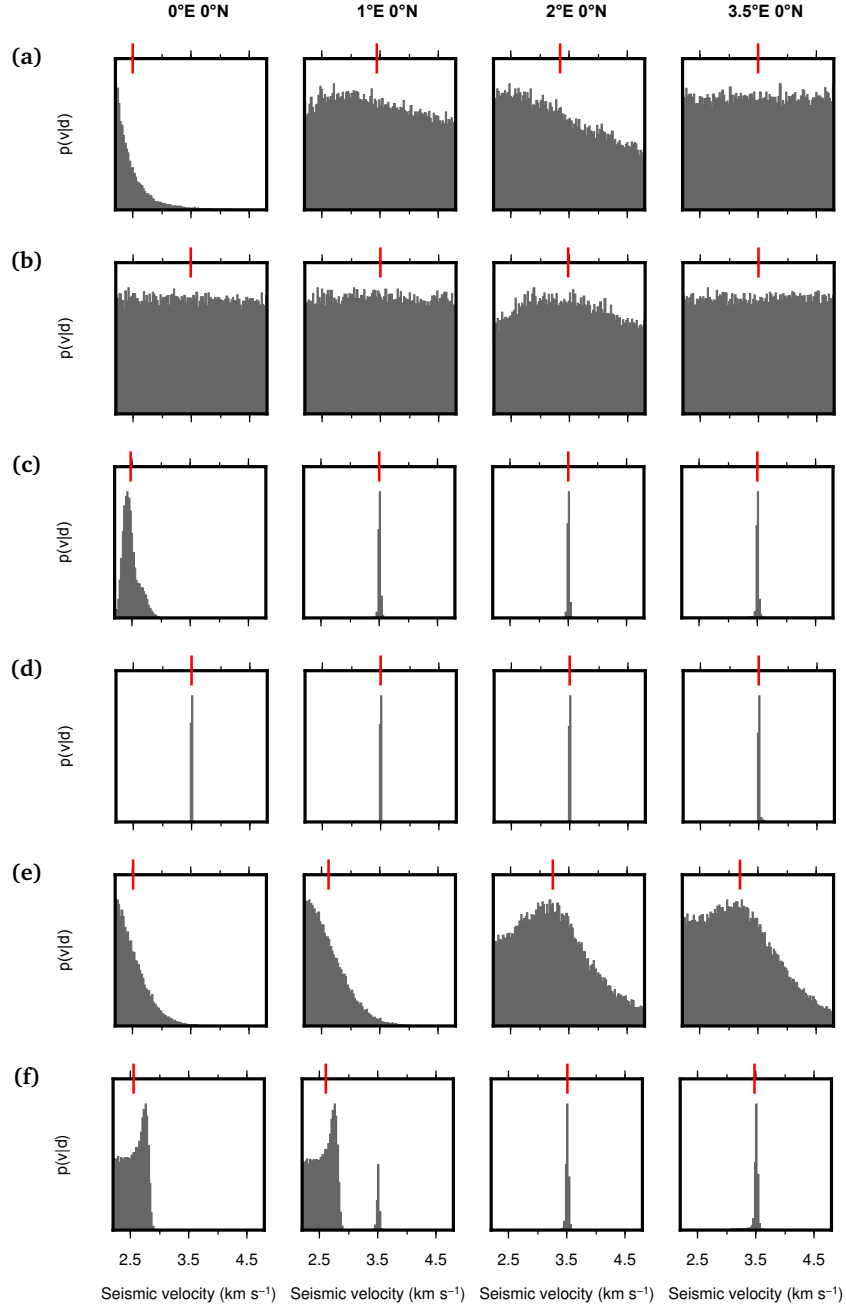 0°E 0°N 1°E 0°N 2°E 0°N 3.5°E 0°N
(a)
p(v|d)
(b)
p(v|d)
(c)
p(v|d)
(d)
p(v|d)
(e)
p(v|d)
(f)
p(v|d)
2.5 3.5 4.5 2.5 3.5 4.5 2.5 3.5 4.5 2.5 3.5 4.5
Seismic velocity (km s⁻¹) Seismic velocity (km s⁻¹) Seismic velocity (km s⁻¹) Seismic velocity (km s⁻¹)